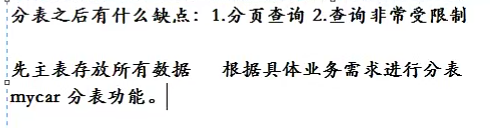 分表之后有什么缺点：1.分页查询 2.查询非常受限制
先主表存放所有数据 根据具体业务需求进行分表
mycar 分表功能。